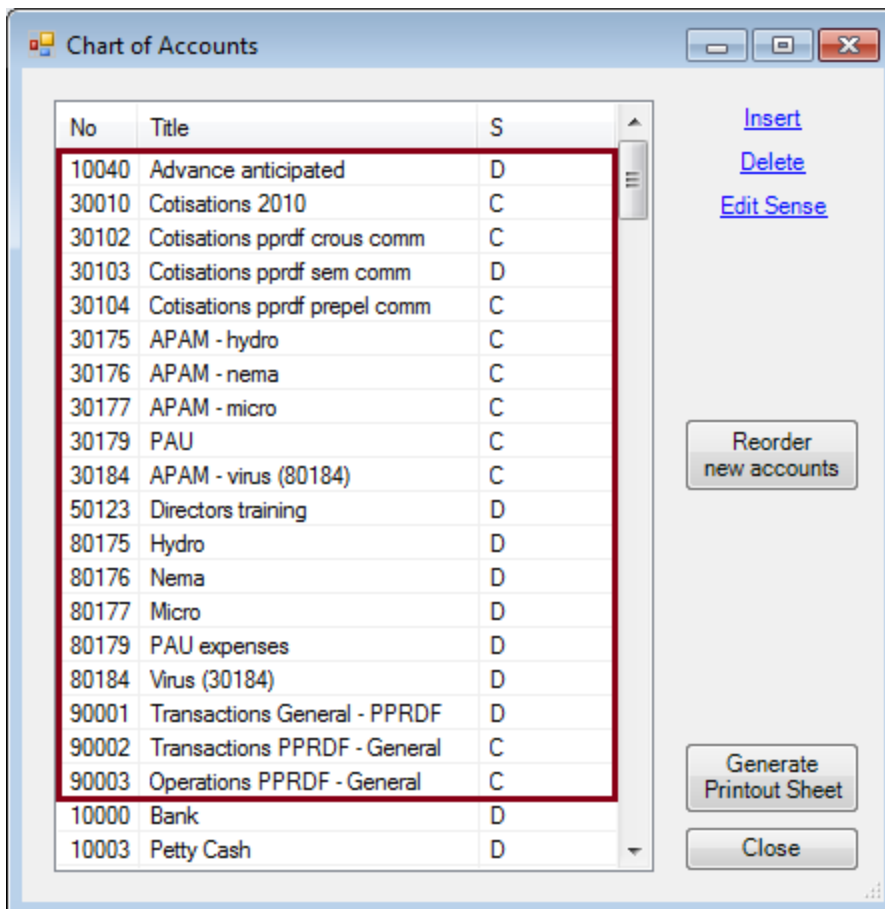 Chart of Accounts
No Title S
10040 Advance anticipated D
30010 Cotisations 2010 C
30102 Cotisations pprdf crous comm C
30103 Cotisations pprdf sem comm D
30104 Cotisations pprdf prepel comm C
30175 APAM - hydro C
30176 APAM - nema C
30177 APAM - micro C
30179 PAU C
30184 APAM - virus (80184) C
50123 Directors training D
80175 Hydro D
80176 Nema D
80177 Micro D
80179 PAU expenses D
80184 Virus (30184) D
90001 Transactions General - PPRDF D
90002 Transactions PPRDF - General C
90003 Operations PPRDF - General C
10000 Bank D
10003 Petty Cash D
Insert
Delete
Edit Sense
Reorder
new accounts
Generate
Printout Sheet
Close